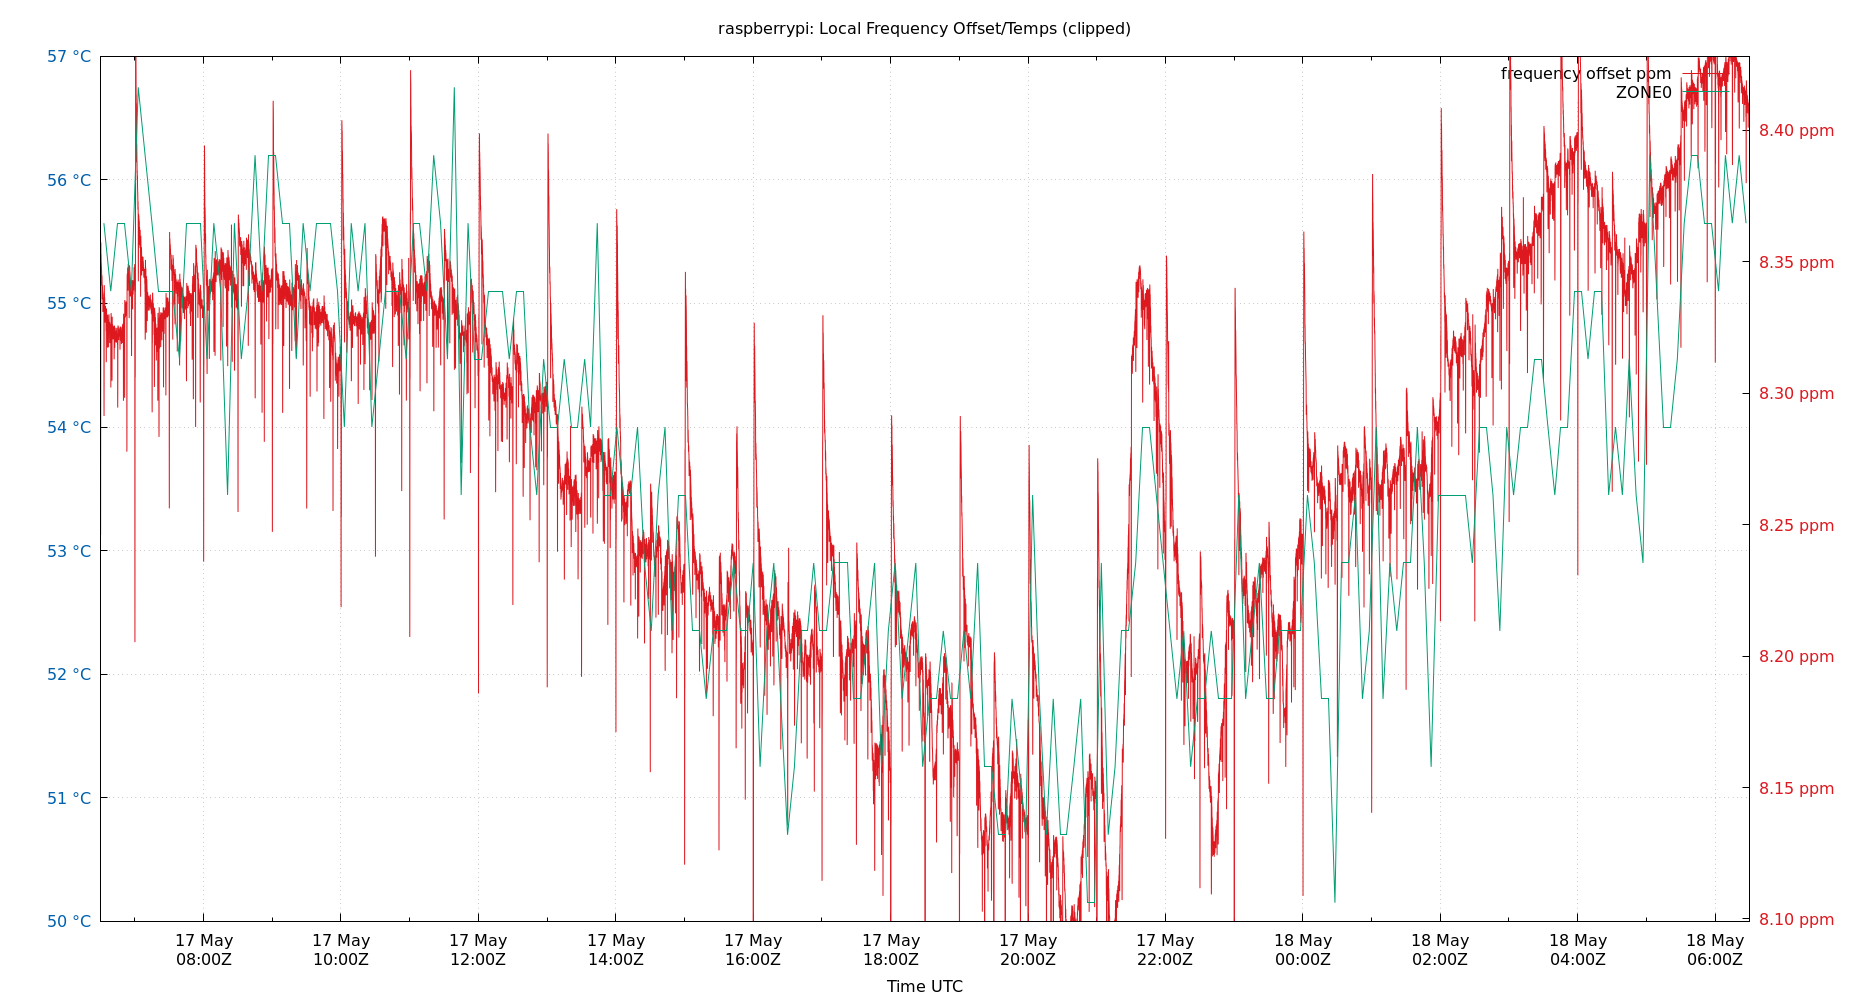 raspberrypi: Local Frequency Offset/Temps (clipped)
57 °C
56 °C
55 °C
54 °C
53 °C
52 °C
51 °C
50 °C
frequency offset ppm
ZONE0
8.40 ppm
8.35 ppm
8.30 ppm
8.25 ppm
8.20 ppm
8.15 ppm
8.10 ppm
17 May 17 May 17 May 17 May 17 May 17 May 17 May 17 May 18 May 18 May 18 May 18 May
08:00Z 10:00Z 12:00Z 14:00Z 16:00Z 18:00Z 20:00Z 22:00Z 00:00Z 02:00Z 04:00Z 06:00Z
Time UTC